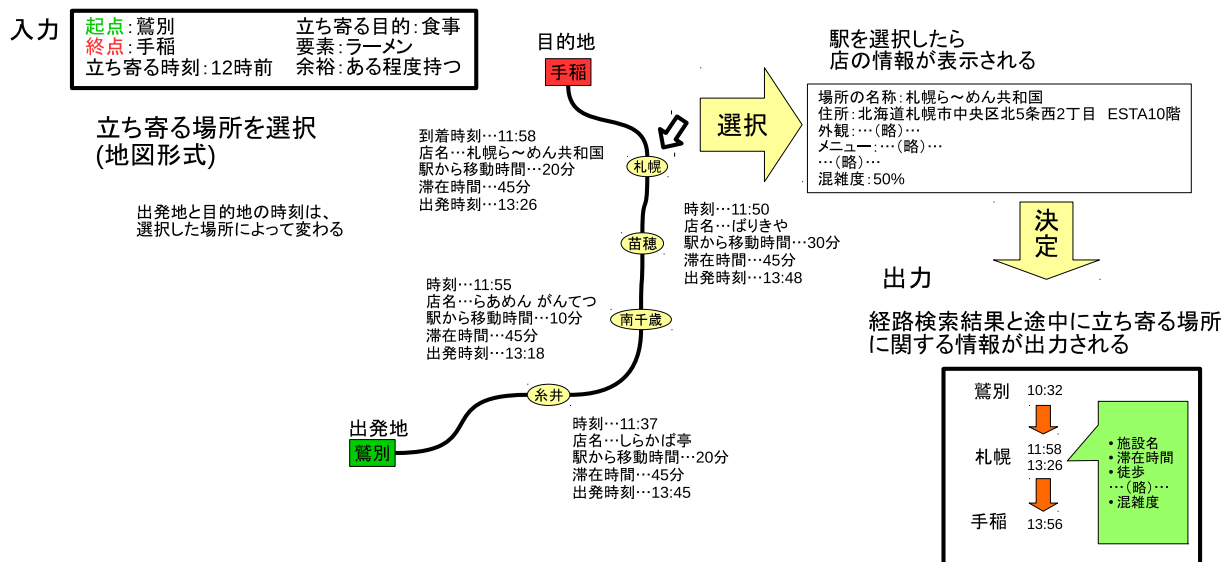 入力
起点：鷲別
終点：手稲
立ち寄る時刻：12時前
立ち寄る目的：食事
要素：ラーメン
余裕：ある程度持つ
立ち寄る場所を選択
(地図形式)
出発地と目的地の時刻は、
選択した場所によって変わる
目的地
手稲
到着時刻…11:58
店名…札幌ら～めん共和国
駅から移動時間…20分
滞在時間…45分
出発時刻…13:26
札幌
時刻…11:50
店名…ばりきや
駅から移動時間…30分
滞在時間…45分
出発時刻…13:48
苗穂
時刻…11:55
店名…らあめん がんてつ
駅から移動時間…10分
滞在時間…45分
出発時刻…13:18
南千歳
糸井
時刻…11:37
店名…しらかば亭
駅から移動時間…20分
滞在時間…45分
出発時刻…13:45
出発地
鷲別
選択
駅を選択したら
店の情報が表示される
場所の名称：札幌ら～めん共和国
住所：北海道札幌市中央区北5条西2丁目 ESTA10階
外観：…（略）…
メニュー：…（略）…
…（略）…
混雑度：50%
決定
出力
経路検索結果と途中に立ち寄る場所
に関する情報が出力される
鷲別 10:32
札幌 11:58
13:26
手稲 13:56
•施設名
•滞在時間
•徒歩
…（略）…
•混雑度